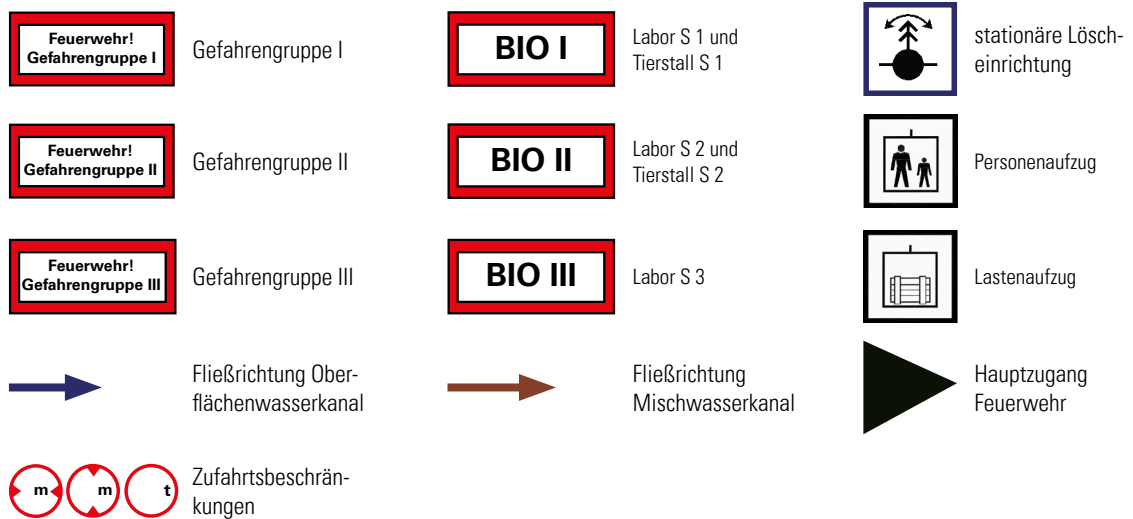 Feuerwehr!
Gefahrengruppe I
Gefahrengruppe I
BIO I
Labor S 1 und
Tierstall S 1
stationäre Lösch-
einrichtung
Feuerwehr!
Gefahrengruppe II
Gefahrengruppe II
BIO II
Labor S 2 und
Tierstall S 2
Personenaufzug
Feuerwehr!
Gefahrengruppe III
Gefahrengruppe III
BIO III
Labor S 3
Lastenaufzug
Fließrichtung Ober-
flächenwasserkanal
Fließrichtung
Mischwasserkanal
Hauptzugang
Feuerwehr
m
m
t
Zufahrtsbeschrän-
kungen